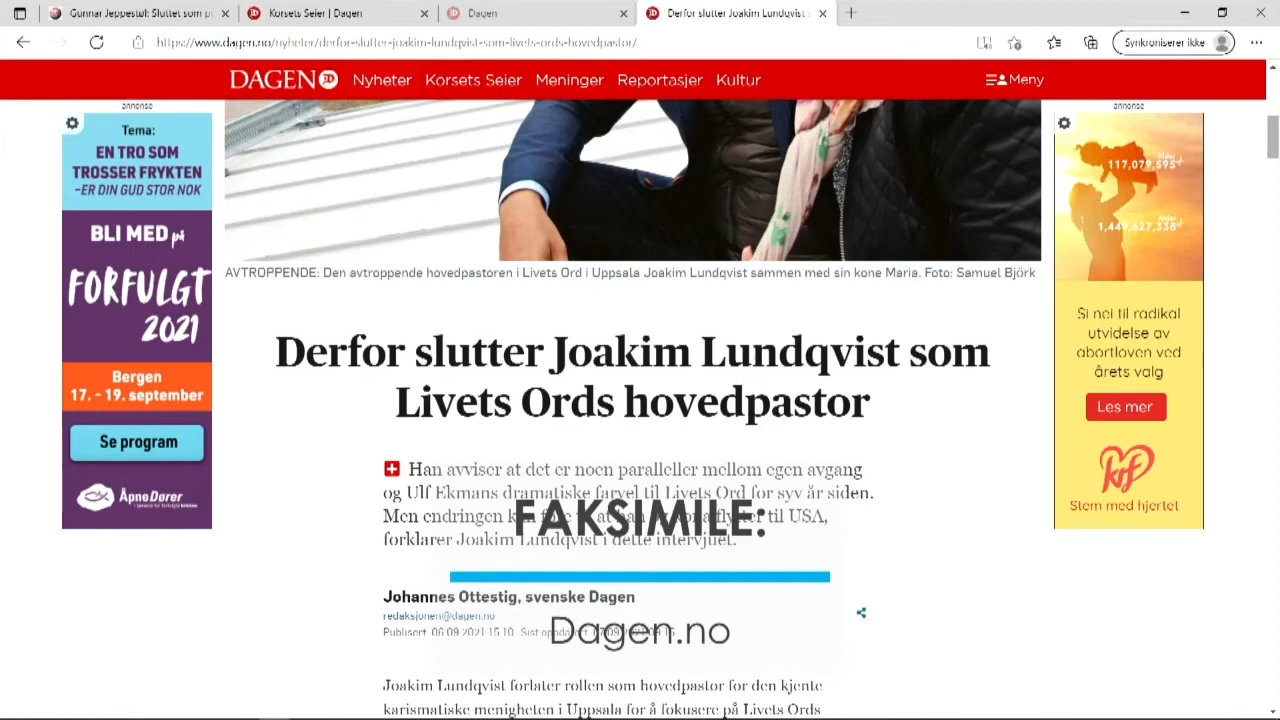 Gunnar Jeppestøl: Sluttet som p
Korsets Seier | Dagen
Dagen
Derfor slutter Joakim Lundqvist s
https://www.dagen.no/nyheter/derfor-slutter-joakim-lundqvist-som-livets-ords-hovedpastor/
Synkroniserer ikke
DAGEN Nyheter Korsets Seier Meninger Reportasjer Kultur
Meny
annonse
annonse
Tema:
EN TRO SOM
TROSSER FRYKTEN
-ER DIN GUD STOR NOK
BLI MED på
FORFULGT
2021
Bergen
17. - 19. september
Se program
ÅpneDører
117,079,595
1,449,627,338
Si nei til radikal
utvidelse av
abortloven ved
årets valg
Les mer
krf
Stem med hjertet
AVTROPPENDE: Den avtroppende hovedpastoren i Livets Ord i Uppsala Joakim Lundqvist sammen med sin kone Maria. Foto: Samuel Björk
Derfor slutter Joakim Lundqvist som
Livets Ords hovedpastor
Han avviser at det er noen paralleller mellom egen avgang
og Ulf Ekmans dramatiske farvel til Livets Ord for syv år siden.
Men endringen til USA,
forklarer Joakim Lundqvist i dette intervjuet.
FAKSIMILE:
Johannes Ottestig, svenske Dagen
redaksjonen@dagen.no
Publisert 06.09.2021 15:10 Sist
Dagen.no
Joakim Lundqvist forlater rollen som hovedpastor for den kjente
karismatiske menigheten i Uppsala for å fokusere på Livets Ords